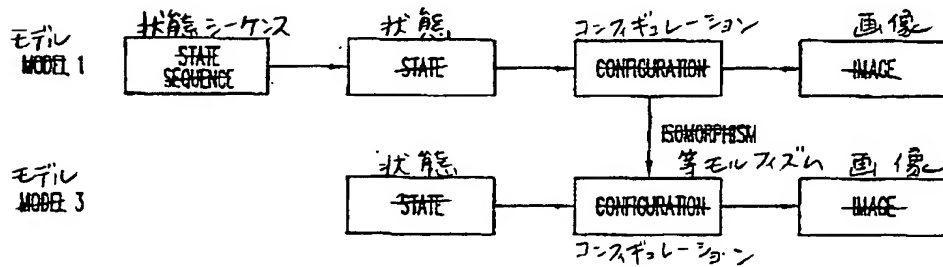 モデル
MODEL 1
状態シーケンス
STATE
SEQUENCE
状態
STATE
コンフィギュレーション
CONFIGURATION
画像
IMAGE
ISOMORPHISM
等モルフィズム
モデル
MODEL 3
状態
STATE
CONFIGURATION
コンフィギュレーション
画像
IMAGE